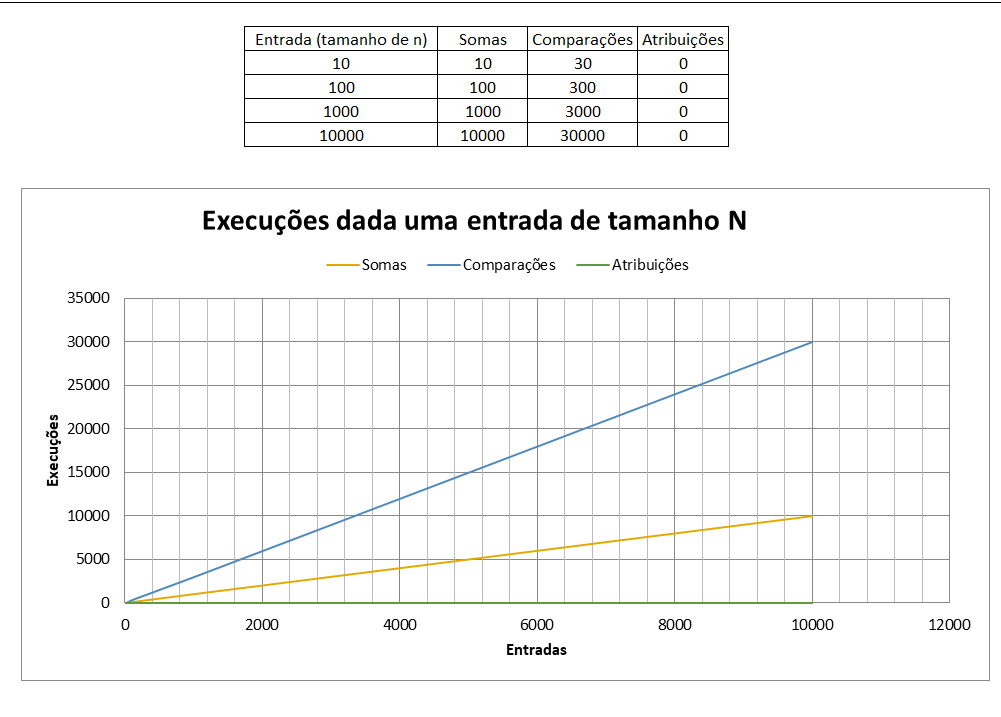 Entrada (tamanho de n) Somas Comparações Atribuições
10 10 30 0
100 100 300 0
1000 1000 3000 0
10000 10000 30000 0
Execuções dada uma entrada de tamanho N
Somas Comparações Atribuições
35000
30000
25000
20000
15000
10000
5000
0
Execuções
0 2000 4000 6000 8000 10000 12000
Entradas